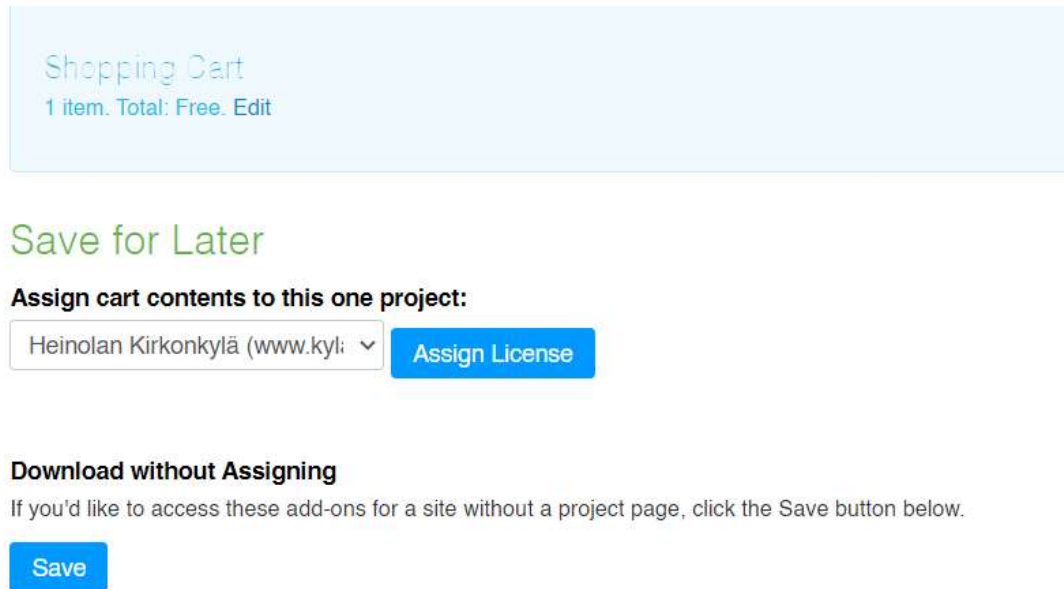 Shopping Cart
1 item. Total: Free. Edit
Save for Later
Assign cart contents to this one project:
Heinolan Kirkonkylä (www.kylä
Assign License
Download without Assigning
If you'd like to access these add-ons for a site without a project page, click the Save button below.
Save